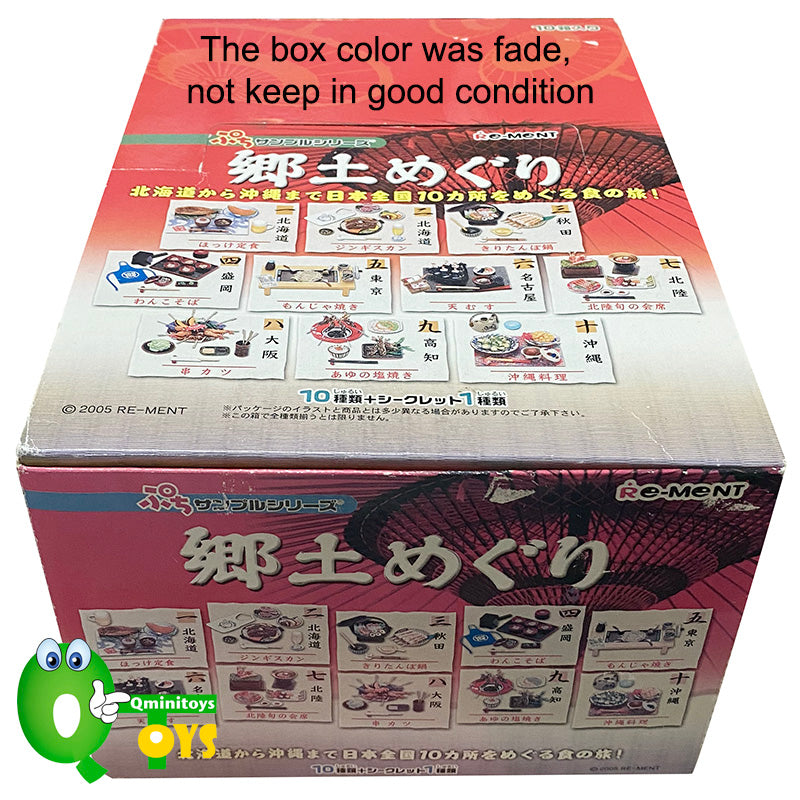 The box color was fade,
not keep in good condition
10種入り
ぷちサンプルシリーズ
Re-MeNT
郷土めぐり
北海道から沖縄まで日本全国10カ所をめぐる食の旅!
一 北海道 ほっけ定食
二 北海道 ジンギスカン
三 秋田 きりたんぽ鍋
四 盛岡 わんこそば
五 東京 もんじゃ焼き
六 名古屋 天むす
七 北陸 北陸旬の会席
八 大阪 串カツ
九 高知 あゆの塩焼き
十 沖縄 沖縄料理
10種類+シークレット1種類
じゅるい
じゅるい
© 2005 RE-MENT
※パッケージのイラストと商品とは多少異なる場合がありますのでご了承下さい。
※この箱で全種類揃うとは限りません。
ぷちサンプルシリーズ®
Re-MeNT
郷土めぐり
一 北海道 ほっけ定食
二 北海道 ジンギスカン
三 秋田 きりたんぽ鍋
四 盛岡 わんこそば
五 東京 もんじゃ焼き
六 名
七 北陸 北陸旬の会席
八 大阪 串カツ
九 高知 あゆの塩焼き
十 沖縄 沖縄料理
海道から沖縄まで日本全国10カ所をめぐる食の旅!
10種類+シークレット1種類
© 2005 RE-MENT
Qminitoys
Q TOYS